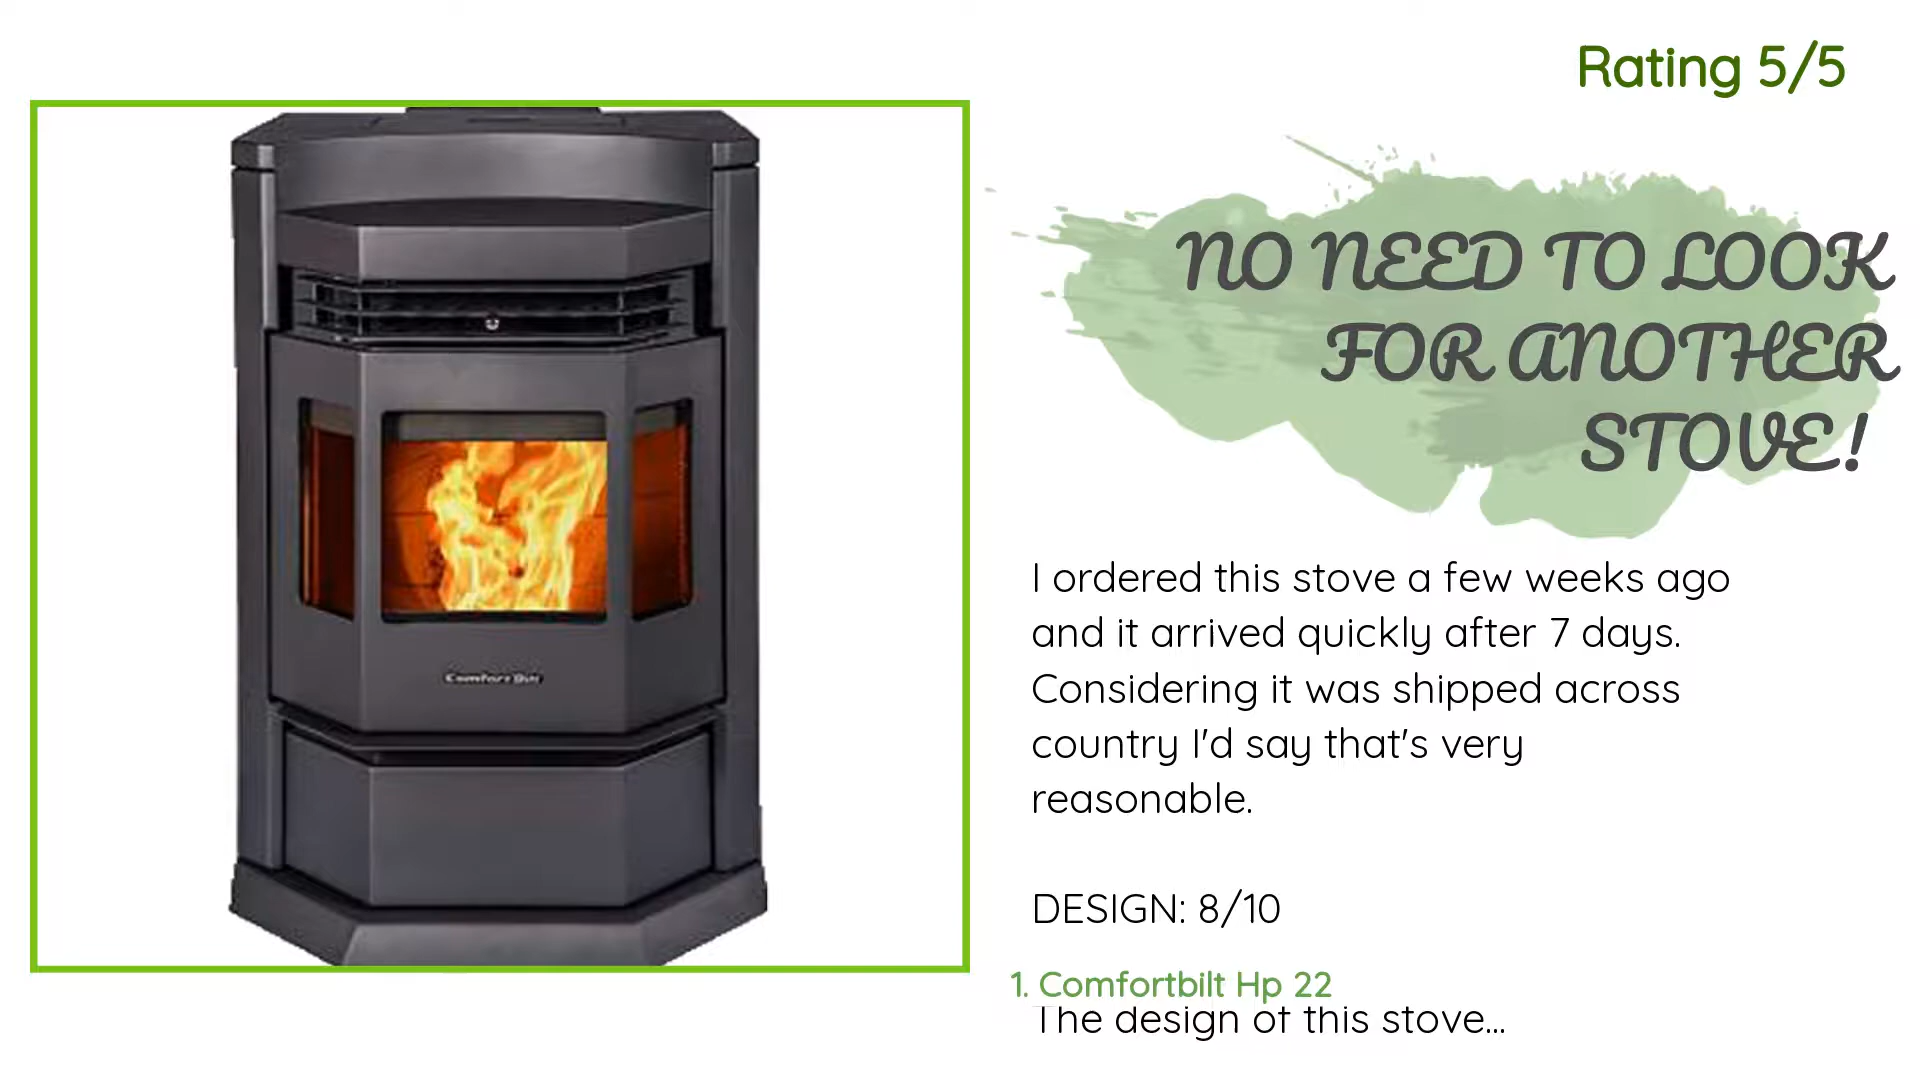 Rating 5/5
NO NEED TO LOOK
FOR ANOTHER
STOVE!
I ordered this stove a few weeks ago
and it arrived quickly after 7 days.
Considering it was shipped across
country I'd say that's very
reasonable.
DESIGN: 8/10
1. Comfortbilt Hp 22
The design of this stove...
ComfortBilt